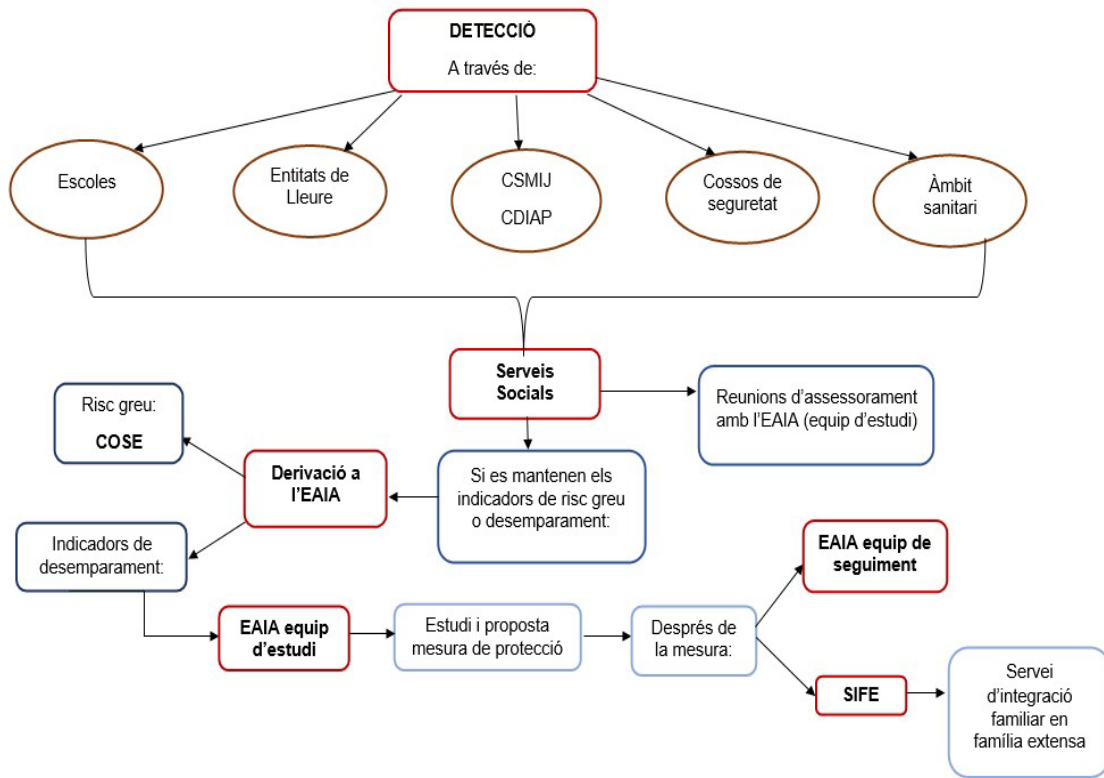 DETECCIÓ
A través de:
Escoles
Entitats de
Lleure
CSMIJ
CDIAP
Cossos de
seguretat
Àmbit
sanitari
Serveis
Socials
Reunions d’assessorament
amb l’EAIA (equip d’estudi)
Risc greu:
COSE
Derivació a
l’EAIA
Si es mantenen els
indicadors de risc greu
o desemparament:
Indicadors de
desemparament:
EAIA equip
d’estudi
Estudi i proposta
mesura de protecció
Després de
la mesura:
EAIA equip de
seguiment
SIFE
Servei
d’integració
familiar en
família extensa